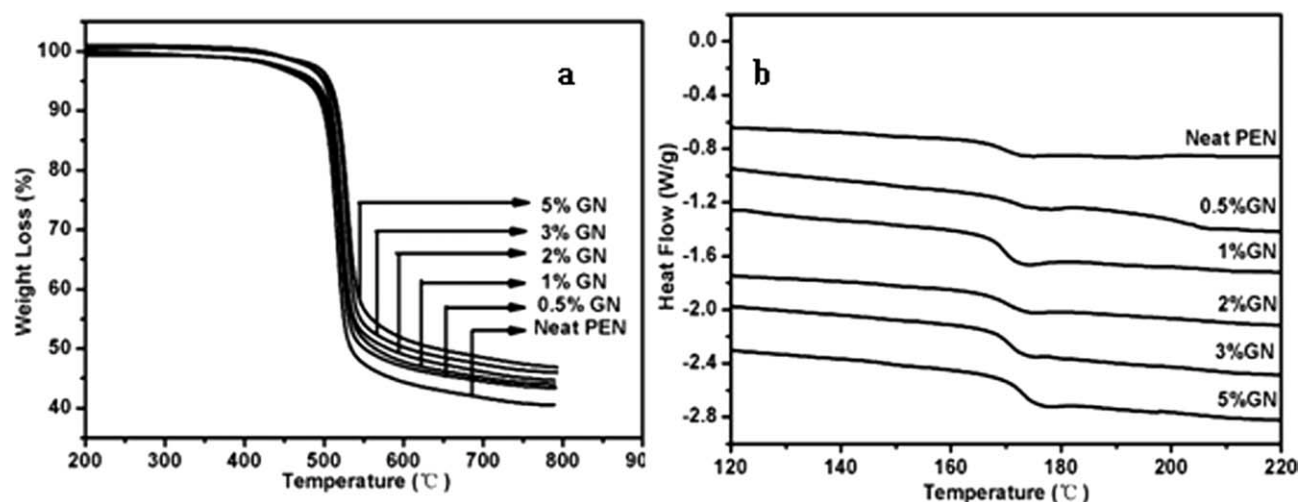 a
Weight Loss (%)
100
90
80
70
60
50
40
5% GN
3% GN
2% GN
1% GN
0.5% GN
Neat PEN
200 300 400 500 600 700 800 90
Temperature (℃)
b
Heat Flow (W/g)
0.0
-0.4
-0.8
-1.2
-1.6
-2.0
-2.4
-2.8
Neat PEN
0.5%GN
1%GN
2%GN
3%GN
5%GN
120 140 160 180 200 220
Temperature (℃)